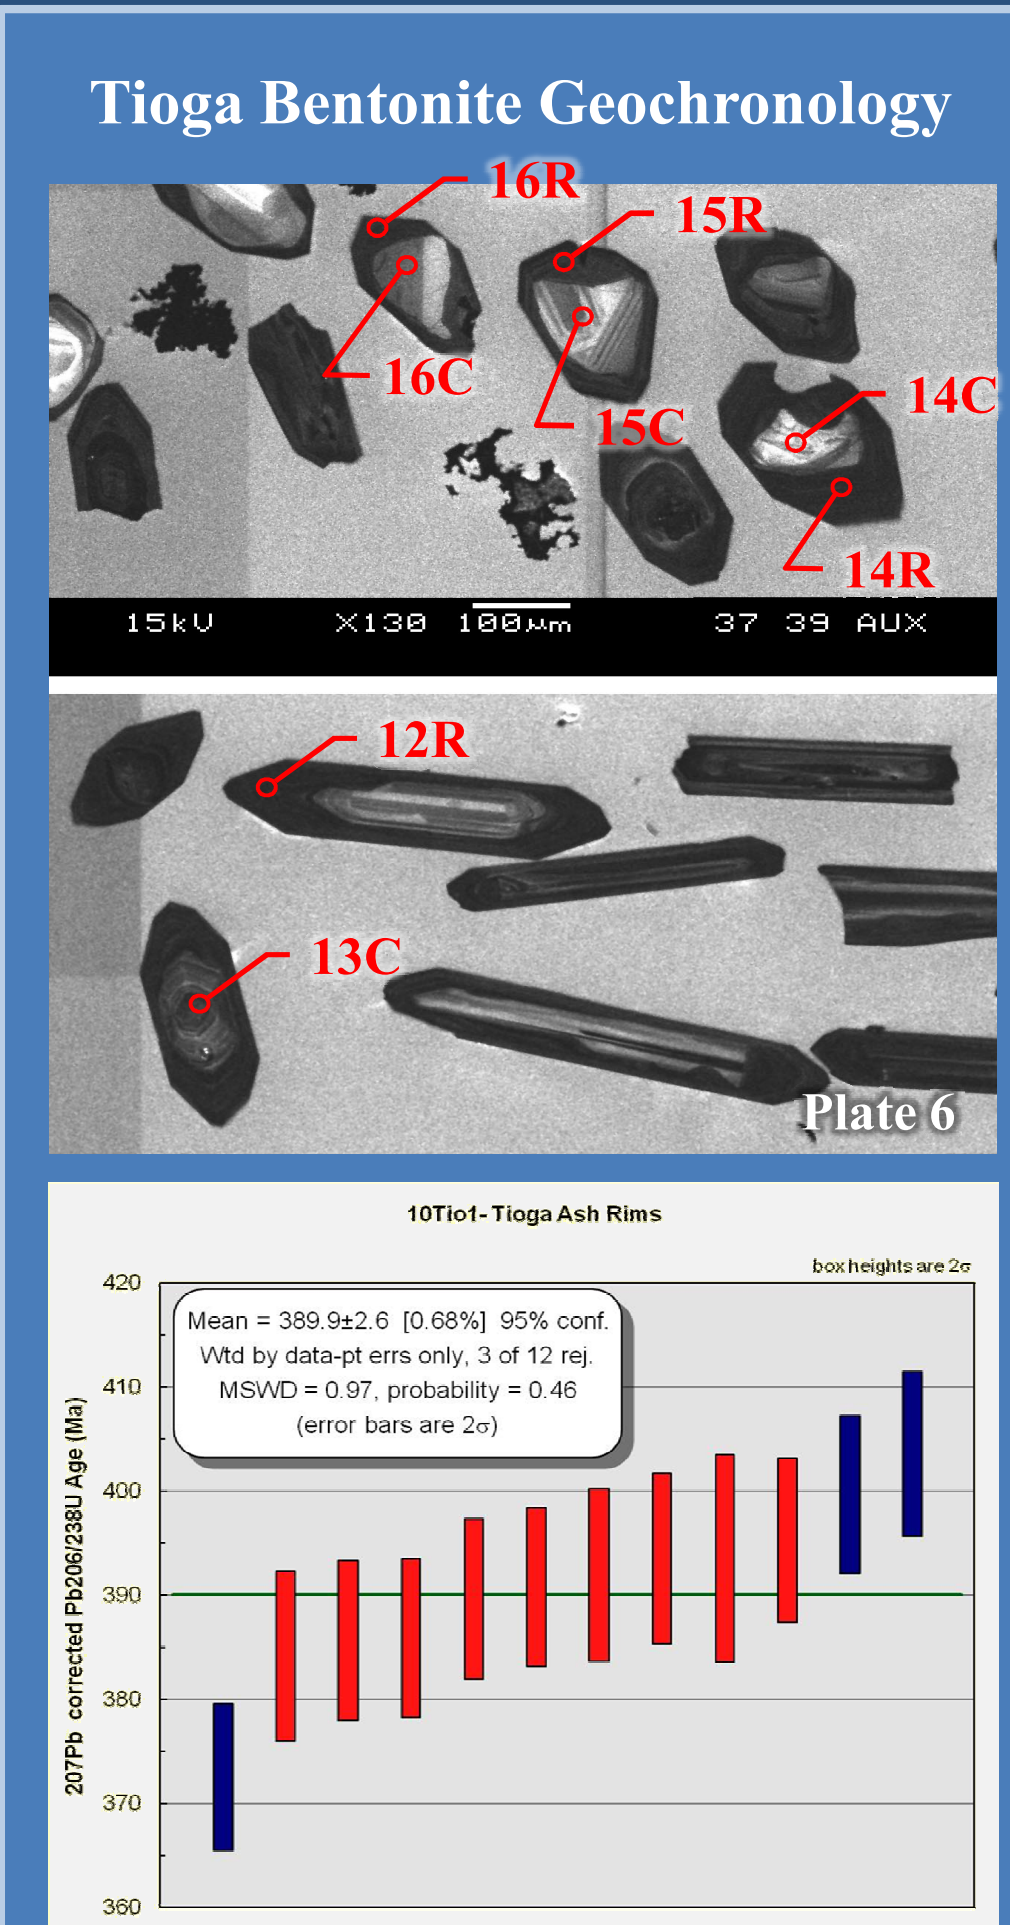 Tioga Bentonite Geochronology
16R
15R
16C
14C
15C
14R
15kV X130 100μm 37 39 AUX
12R
13C
Plate 6
10Tio1- Tioga Ash Rims
box heights are 2σ
Mean = 389.9±2.6 [0.68%] 95% conf.
Wtd by data-pt errs only, 3 of 12 rej.
MSWD = 0.97, probability = 0.46
(error bars are 2σ)
207Pb corrected Pb206/238U Age (Ma)
420
410
400
390
380
370
360